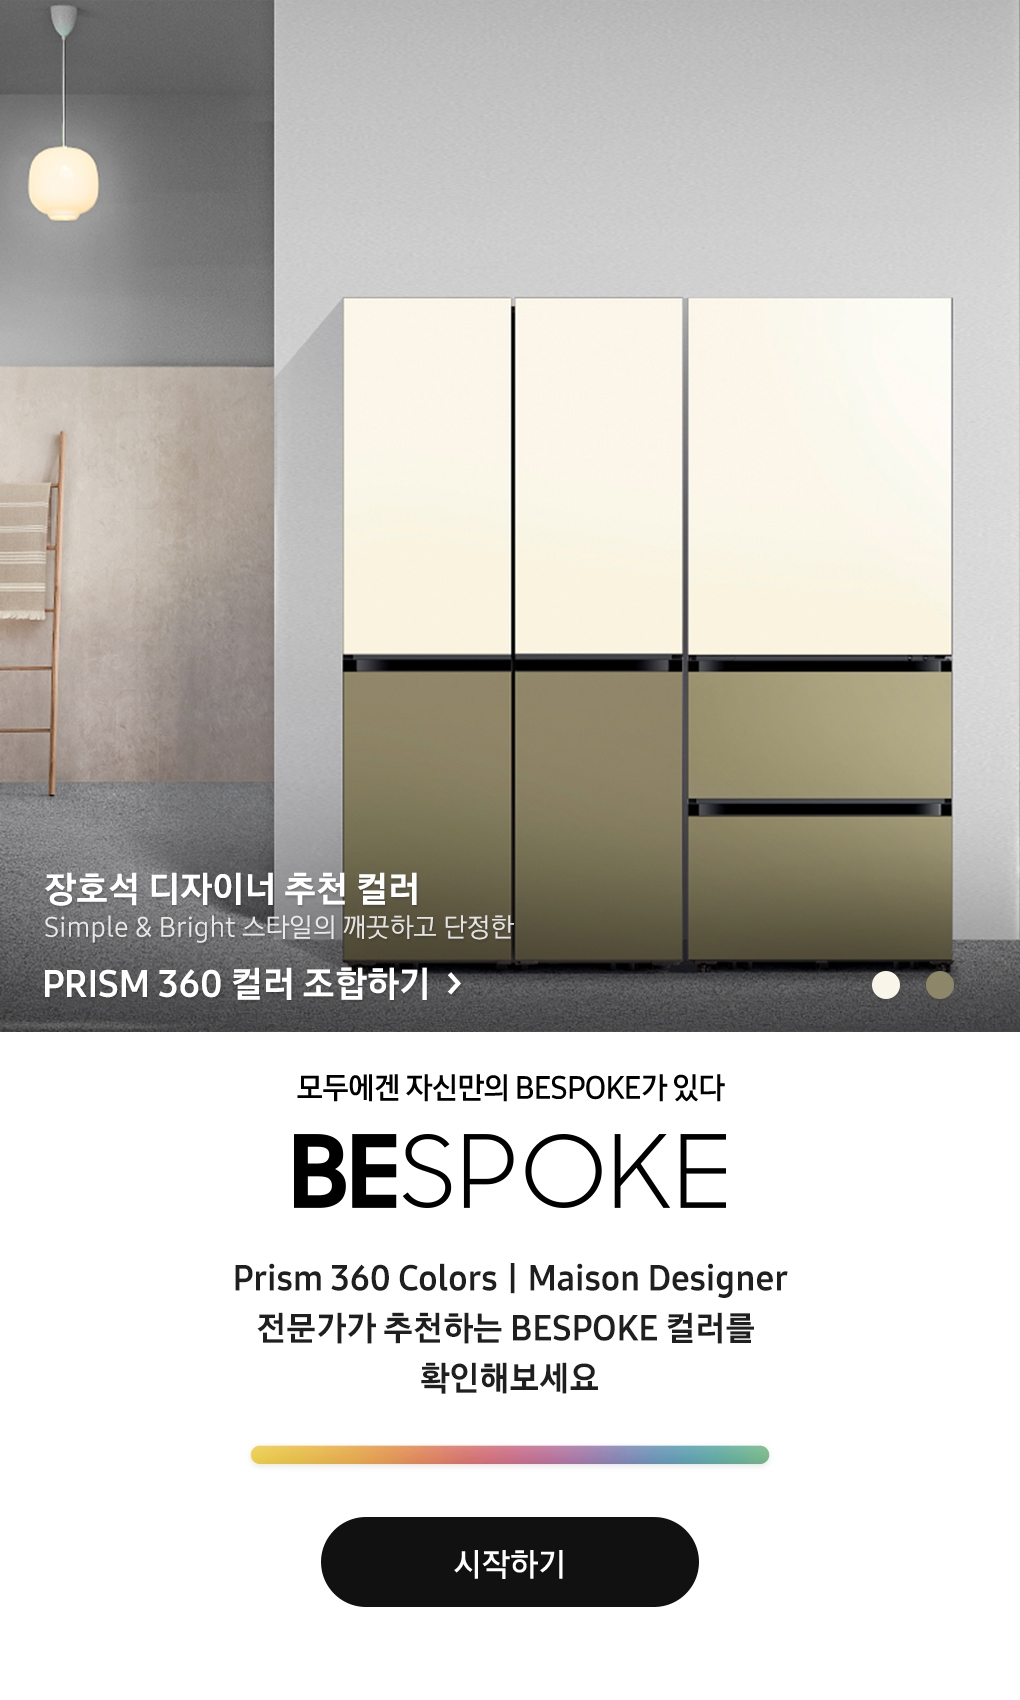 장호석 디자이너 추천 컬러
Simple & Bright 스타일의 깨끗하고 단정한
PRISM 360 컬러 조합하기 >
모두에겐 자신만의 BESPOKE가 있다
BESPOKE
Prism 360 Colors | Maison Designer
전문가가 추천하는 BESPOKE 컬러를
확인해보세요
시작하기